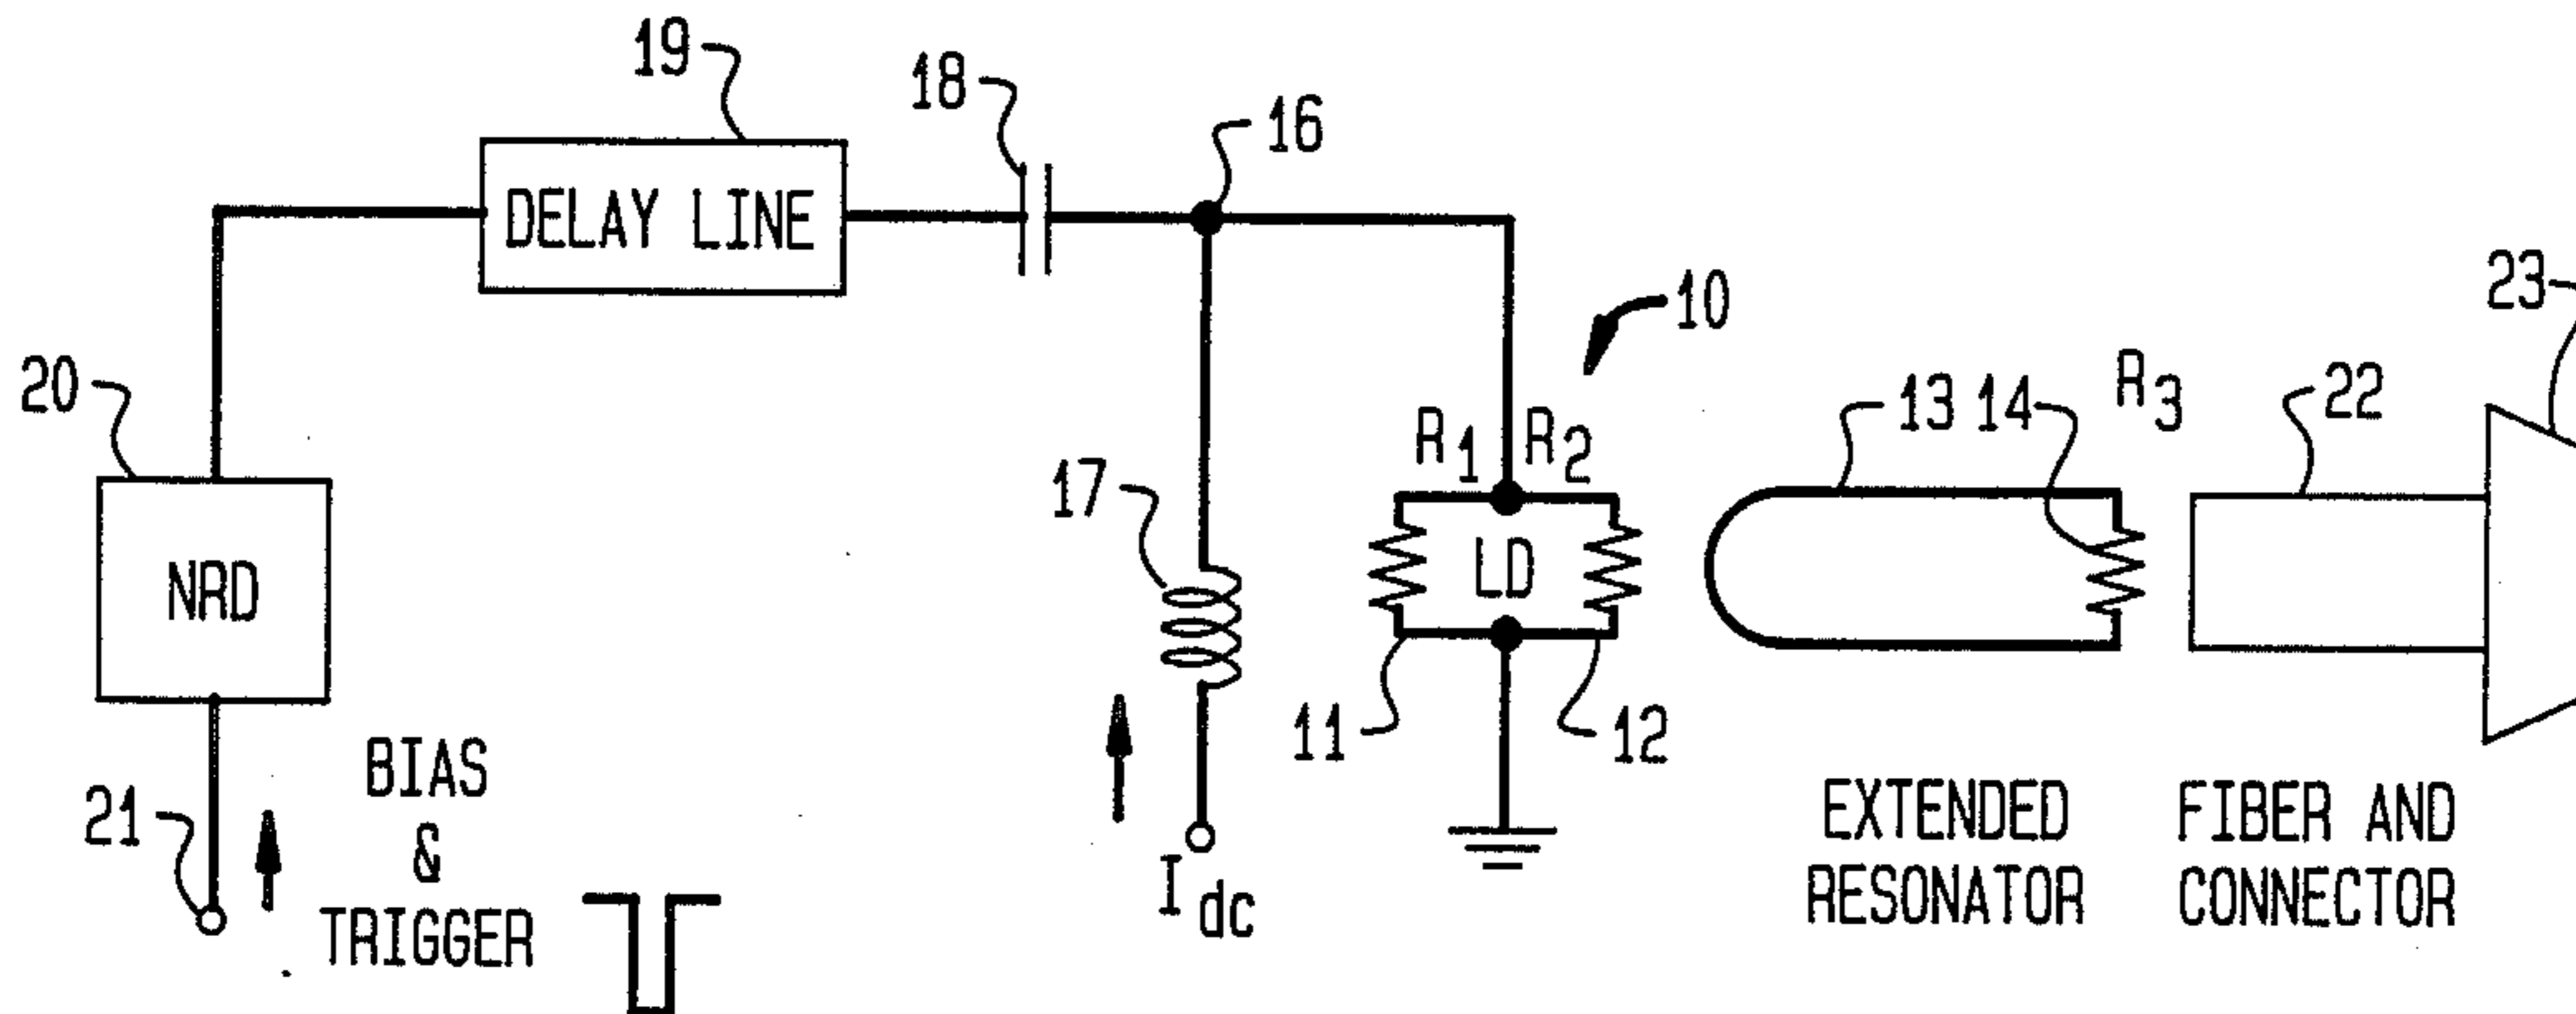 19
18
16
DELAY LINE
10
23
20
R1 R2
13
14
R3
22
17
NRD
LD
11
12
21
BIAS
&
TRIGGER
Idc
EXTENDED
RESONATOR
FIBER AND
CONNECTOR